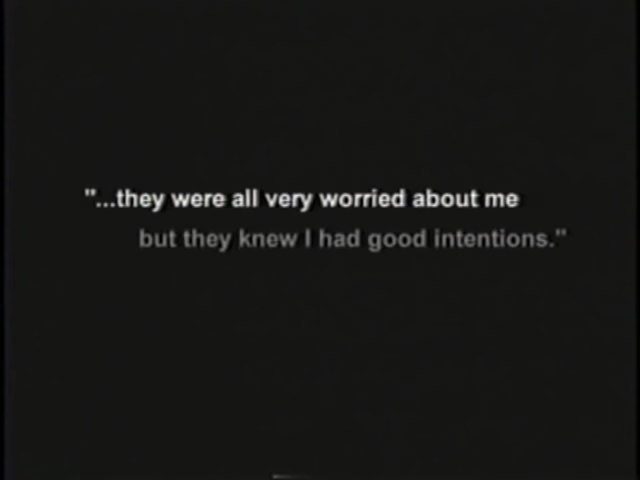 "...they were all very worried about me
but they knew I had good intentions."